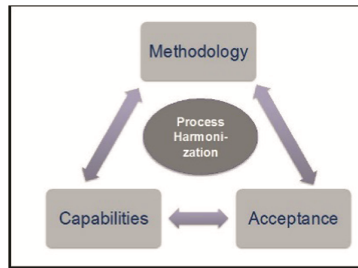 Methodology
Process
Harmoni-
zation
Capabilities
Acceptance